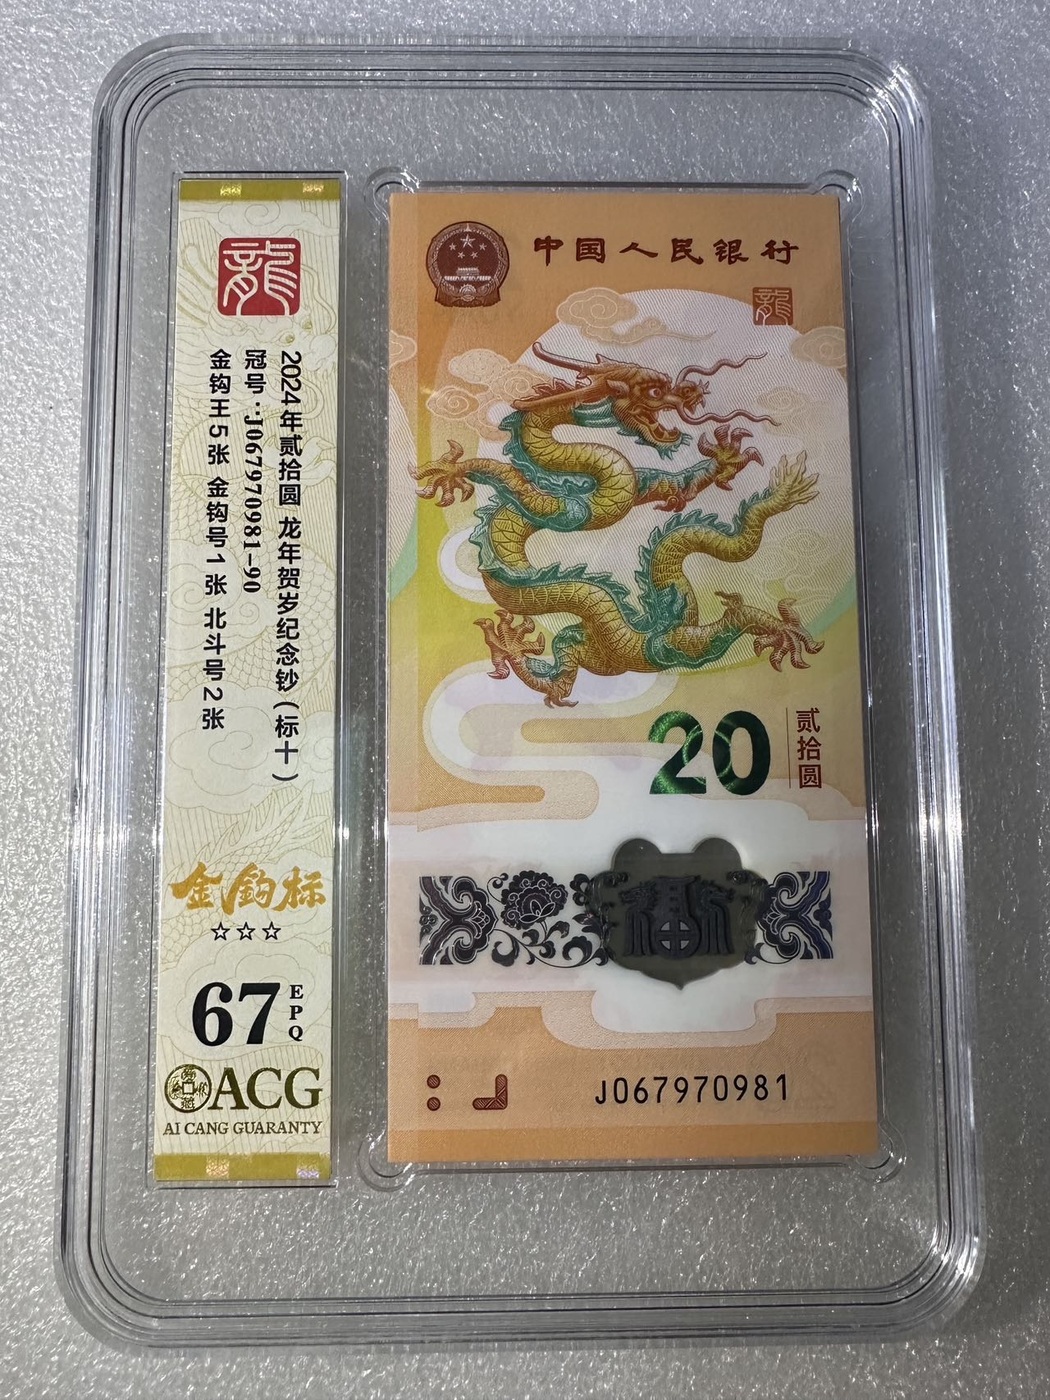 龍
2024年贰拾圆 龙年贺岁纪念钞(标十)
冠号:J067970981-90
金钩王5张 金钩号1张 北斗号2张
金钩标
☆☆☆
67
EPQ
ACG
AI CANG GUARANTY
中国人民银行
龍
20
贰拾圆
福
J067970981